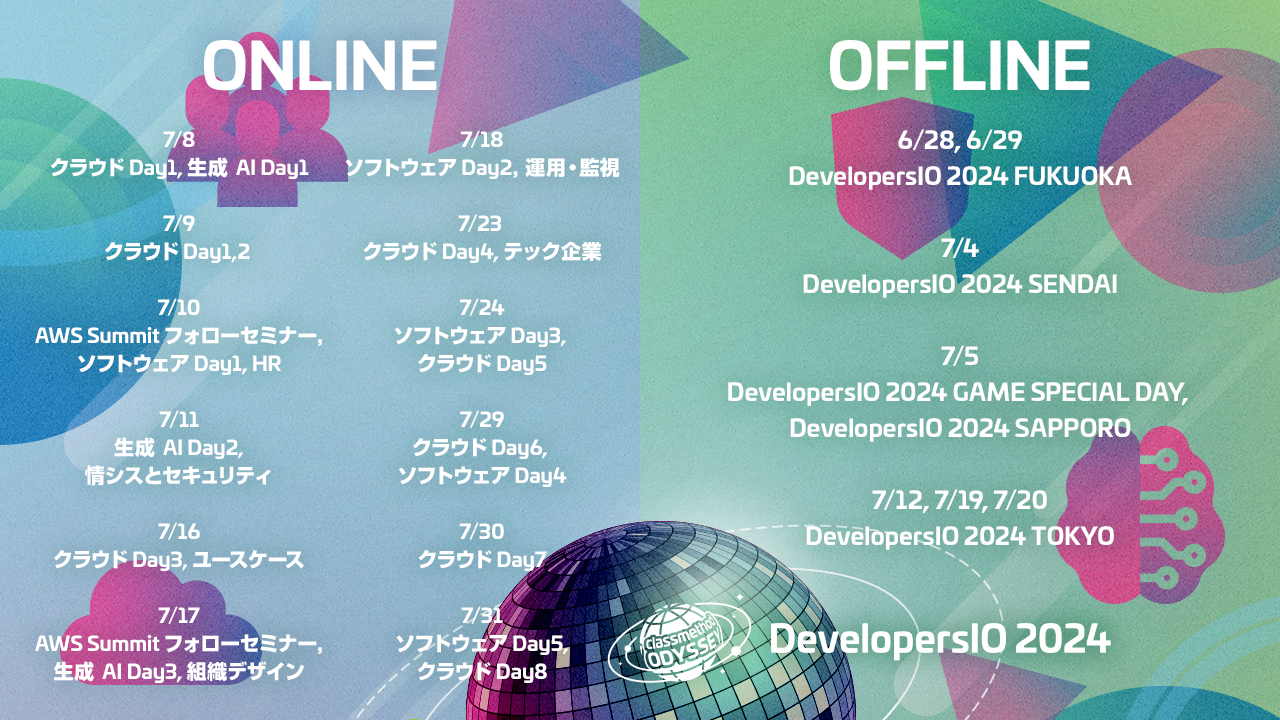 ONLINE
7/8
クラウド Day1, 生成 AI Day1
7/9
クラウド Day1,2
7/10
AWS Summit フォローセミナー,
ソフトウェア Day1, HR
7/11
生成 AI Day2,
情シスとセキュリティ
7/16
クラウド Day3, ユースケース
7/17
AWS Summit フォローセミナー,
生成 AI Day3, 組織デザイン
7/18
ソフトウェア Day2, 運用・監視
7/23
クラウド Day4, テック企業
7/24
ソフトウェア Day3,
クラウド Day5
7/29
クラウド Day6,
ソフトウェア Day4
7/30
クラウド Day7
7/31
ソフトウェア Day5,
クラウド Day8
OFFLINE
6/28, 6/29
DevelopersIO 2024 FUKUOKA
7/4
DevelopersIO 2024 SENDAI
7/5
DevelopersIO 2024 GAME SPECIAL DAY,
DevelopersIO 2024 SAPPORO
7/12, 7/19, 7/20
DevelopersIO 2024 TOKYO
classmethod
ODYSSEY
DevelopersIO 2024